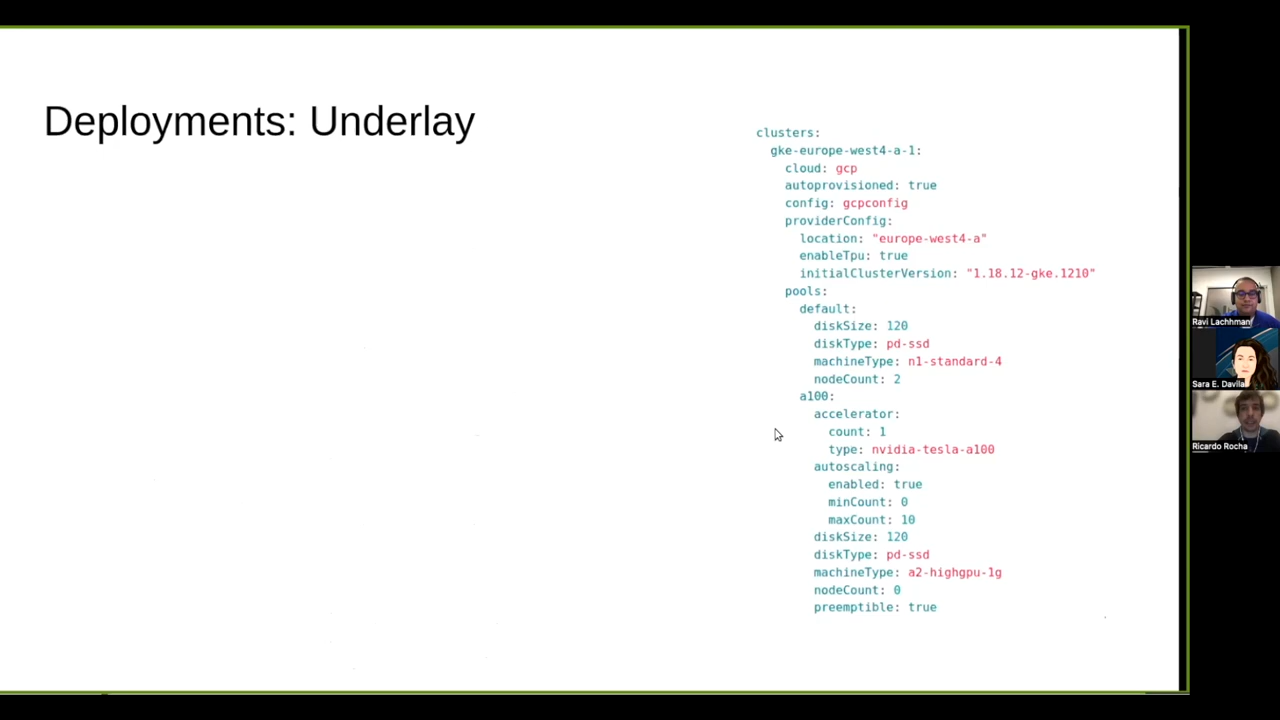 Deployments: Underlay
clusters:
gke-europe-west4-a-1:
cloud: gcp
autoprovisioned: true
config: gcpconfig
providerConfig:
location: "europe-west4-a"
enableTpu: true
initialClusterVersion: "1.18.12-gke.1210"
pools:
default:
diskSize: 120
diskType: pd-ssd
machineType: n1-standard-4
nodeCount: 2
a100:
accelerator:
count: 1
type: nvidia-tesla-a100
autoscaling:
enabled: true
minCount: 0
maxCount: 10
diskSize: 120
diskType: pd-ssd
machineType: a2-highgpu-1g
nodeCount: 0
preemptible: true
Ravi Lachhman
Sara E. Davila
Ricardo Rocha